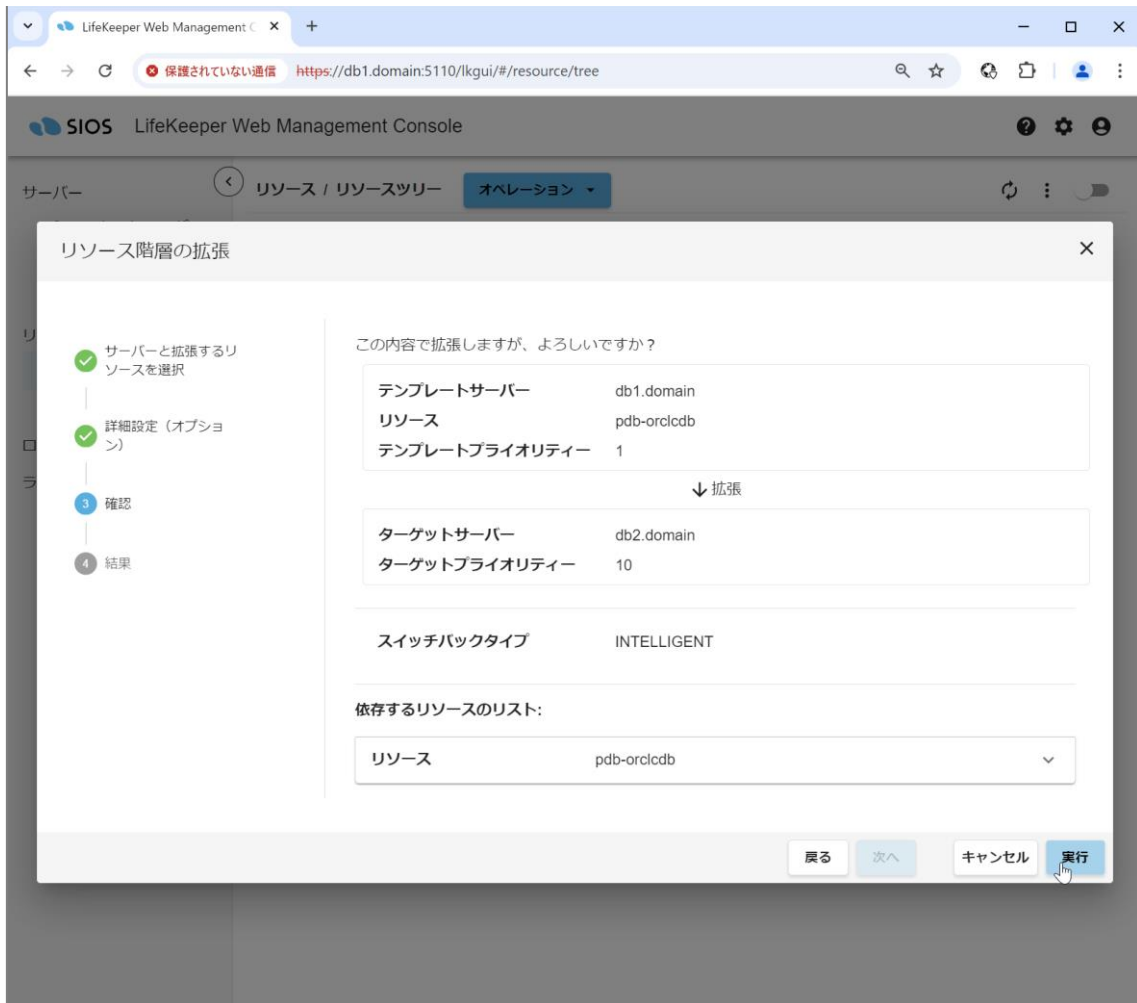 LifeKeeper Web Management C
保護されていない通信 https://db1.domain:5110/lkgui/#/resource/tree
SIOS LifeKeeper Web Management Console
サーバー
リソース / リソースツリー
オペレーション
リソース階層の拡張
サーバーと拡張するリ
ソースを選択
詳細設定（オプショ
ン）
3 確認
4 結果
この内容で拡張しますが、よろしいですか？
テンプレートサーバー db1.domain
リソース pdb-orclcdb
テンプレートプライオリティー 1
拡張
ターゲットサーバー db2.domain
ターゲットプライオリティー 10
スイッチバックタイプ INTELLIGENT
依存するリソースのリスト:
リソース pdb-orclcdb
戻る 次へ キャンセル 実行